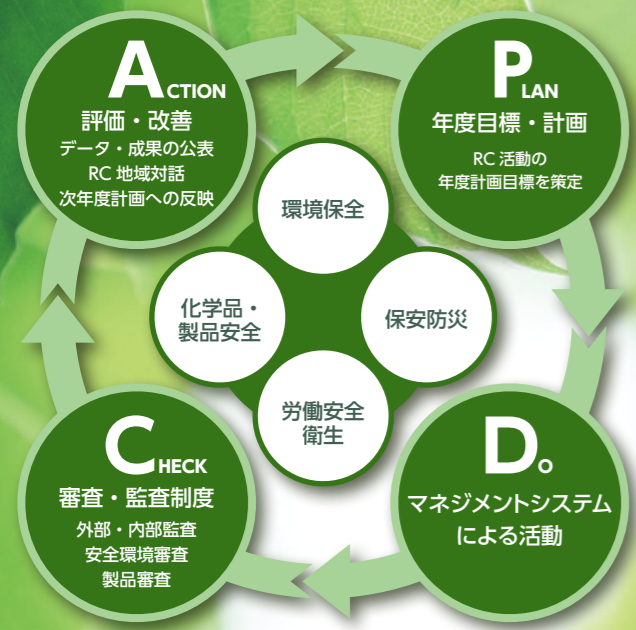 ACTION
評価・改善
データ・成果の公表
RC 地域対話
次年度計画への反映
PLAN
年度目標・計画
RC 活動の
年度計画目標を策定
環境保全
化学品・
製品安全
保安防災
労働安全
衛生
CHECK
審査・監査制度
外部・内部監査
安全環境審査
製品審査
Do
マネジメントシステム
による活動